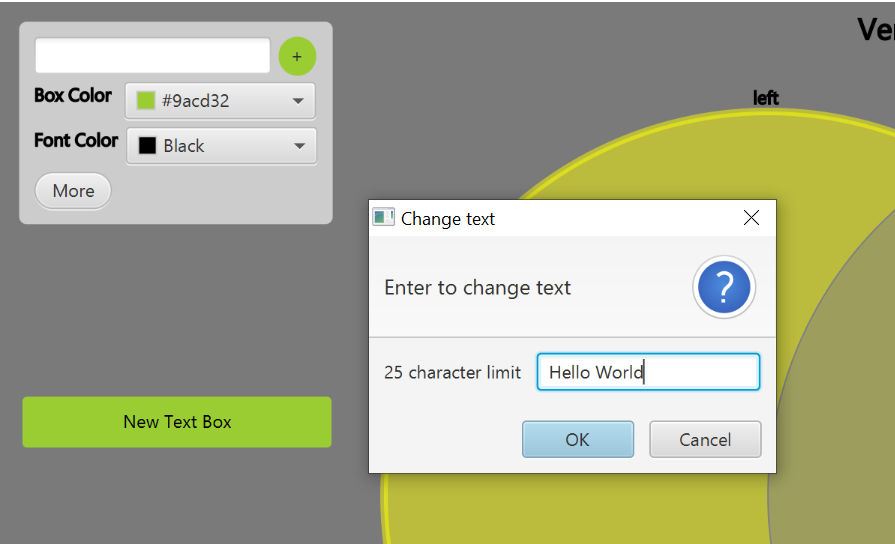 +
Box Color
#9acd32
Font Color
Black
More
New Text Box
left
Change text
Enter to change text
?
25 character limit
Hello World
OK
Cancel